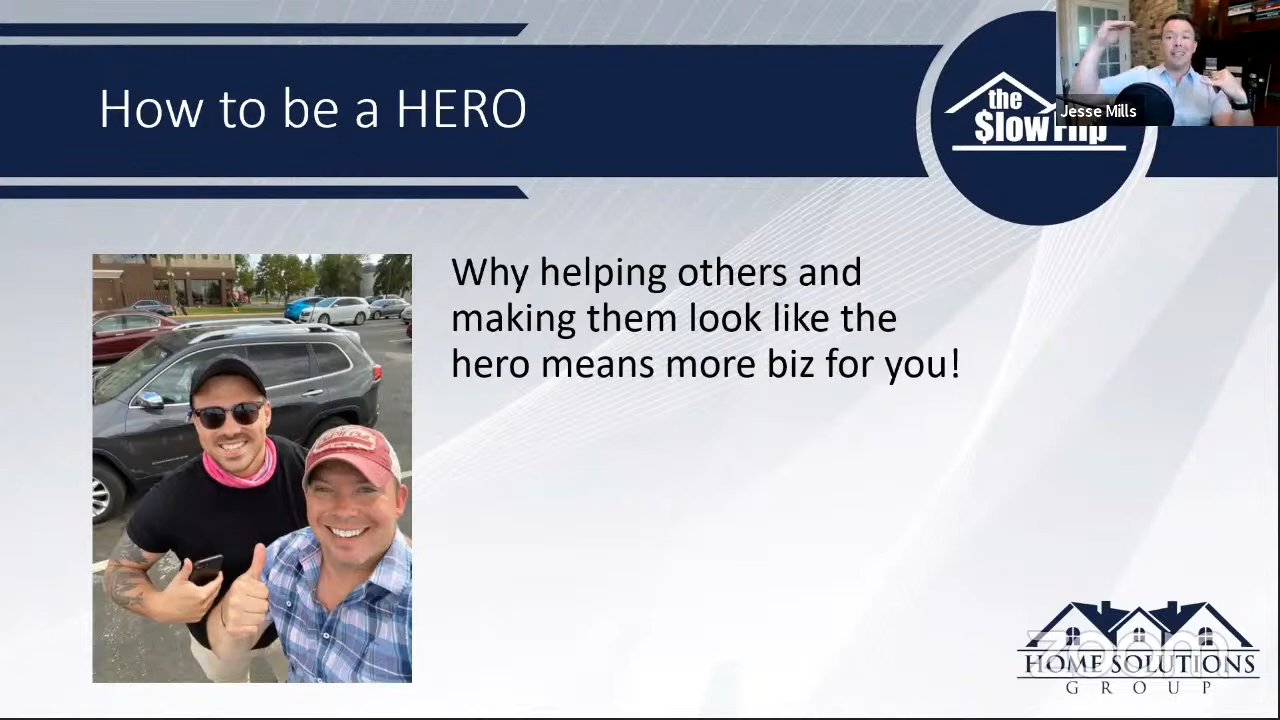 How to be a HERO
the
$low Flip
Jesse Mills
Why helping others and
making them look like the
hero means more biz for you!
zoom
HOME SOLUTIONS
GROUP